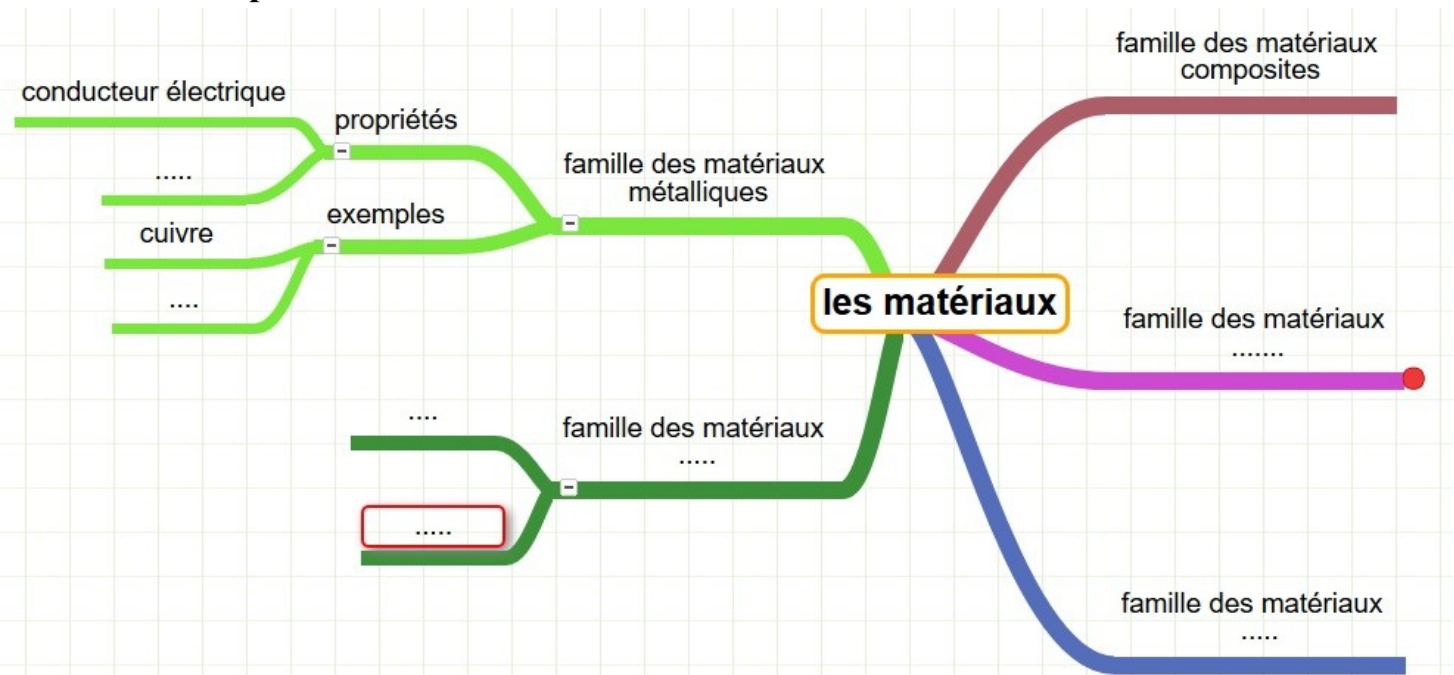 conducteur électrique
.....
propriétés
cuivre
....
exemples
famille des matériaux
métalliques
....
.....
famille des matériaux
.....
les matériaux
famille des matériaux
composites
famille des matériaux
.......
famille des matériaux
.....